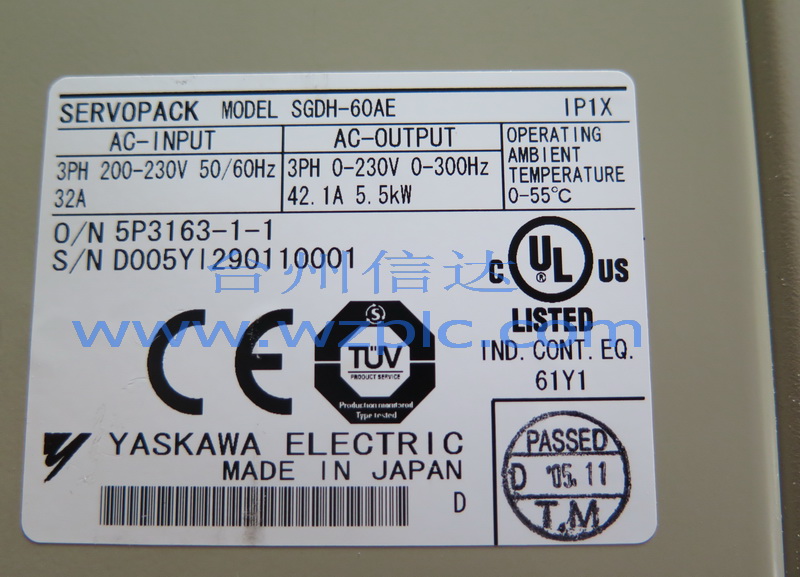 SERVOPACK MODEL SGDH-60AE IP1X
AC-INPUT
3PH 200-230V 50/60Hz
32A
AC-OUTPUT
3PH 0-230V 0-300Hz
42.1A 5.5kW
OPERATING
AMBIENT
TEMPERATURE
0-55℃
O/N 5P3163-1-1
S/N D005YI290110001
台州信达
www.wzplc.com
C UL ® US
LISTED
IND. CONT. EQ.
61Y1
CE
S
TÜV
PRODUCT SERVICE
Production monitored
Type tested
YASKAWA ELECTRIC
MADE IN JAPAN
D
PASSED
D '05.11
T.M